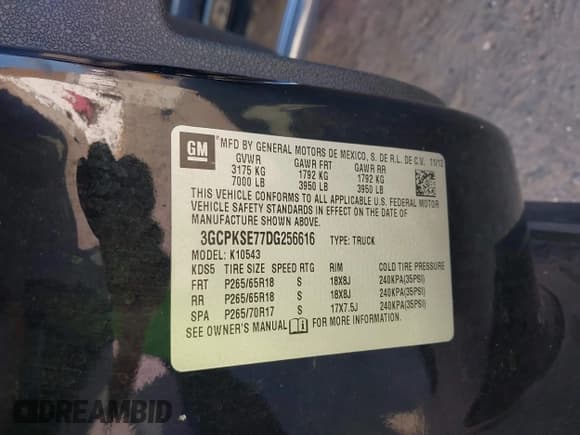 GM
MFD BY GENERAL MOTORS DE MEXICO, S. DE R.L. DE C.V. 11/12
GVWR GAWR FRT GAWR RR
3175 KG 1792 KG 1792 KG
7000 LB 3950 LB 3950 LB
THIS VEHICLE CONFORMS TO ALL APPLICABLE U.S. FEDERAL MOTOR
VEHICLE SAFETY STANDARDS IN EFFECT ON THE DATE OF
MANUFACTURE SHOWN ABOVE.
3GCPKSE77DG256616 TYPE: TRUCK
MODEL: K10543
KDS5 TIRE SIZE SPEED RTG RIM COLD TIRE PRESSURE
FRT P265/65R18 S 18X8J 240KPA(35PSI)
RR P265/65R18 S 18X8J 240KPA(35PSI)
SPA P265/70R17 S 17X7.5J 240KPA(35PSI)
SEE OWNER'S MANUAL FOR MORE INFORMATION.
DREAMBID